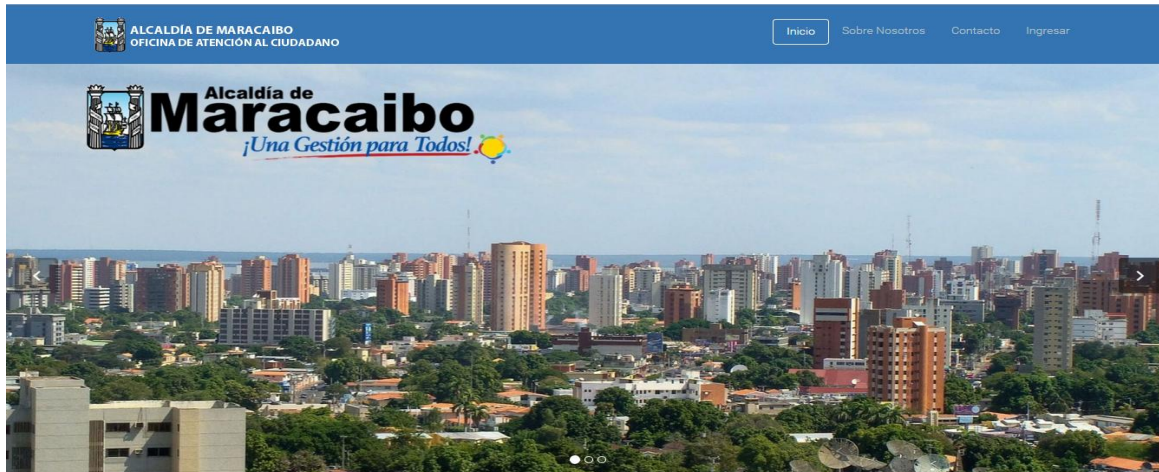 ALCALDÍA DE MARACAIBO
OFICINA DE ATENCIÓN AL CIUDADANO
Inicio
Sobre Nosotros
Contacto
Ingresar
Alcaldía de
Maracaibo
¡Una Gestión para Todos!